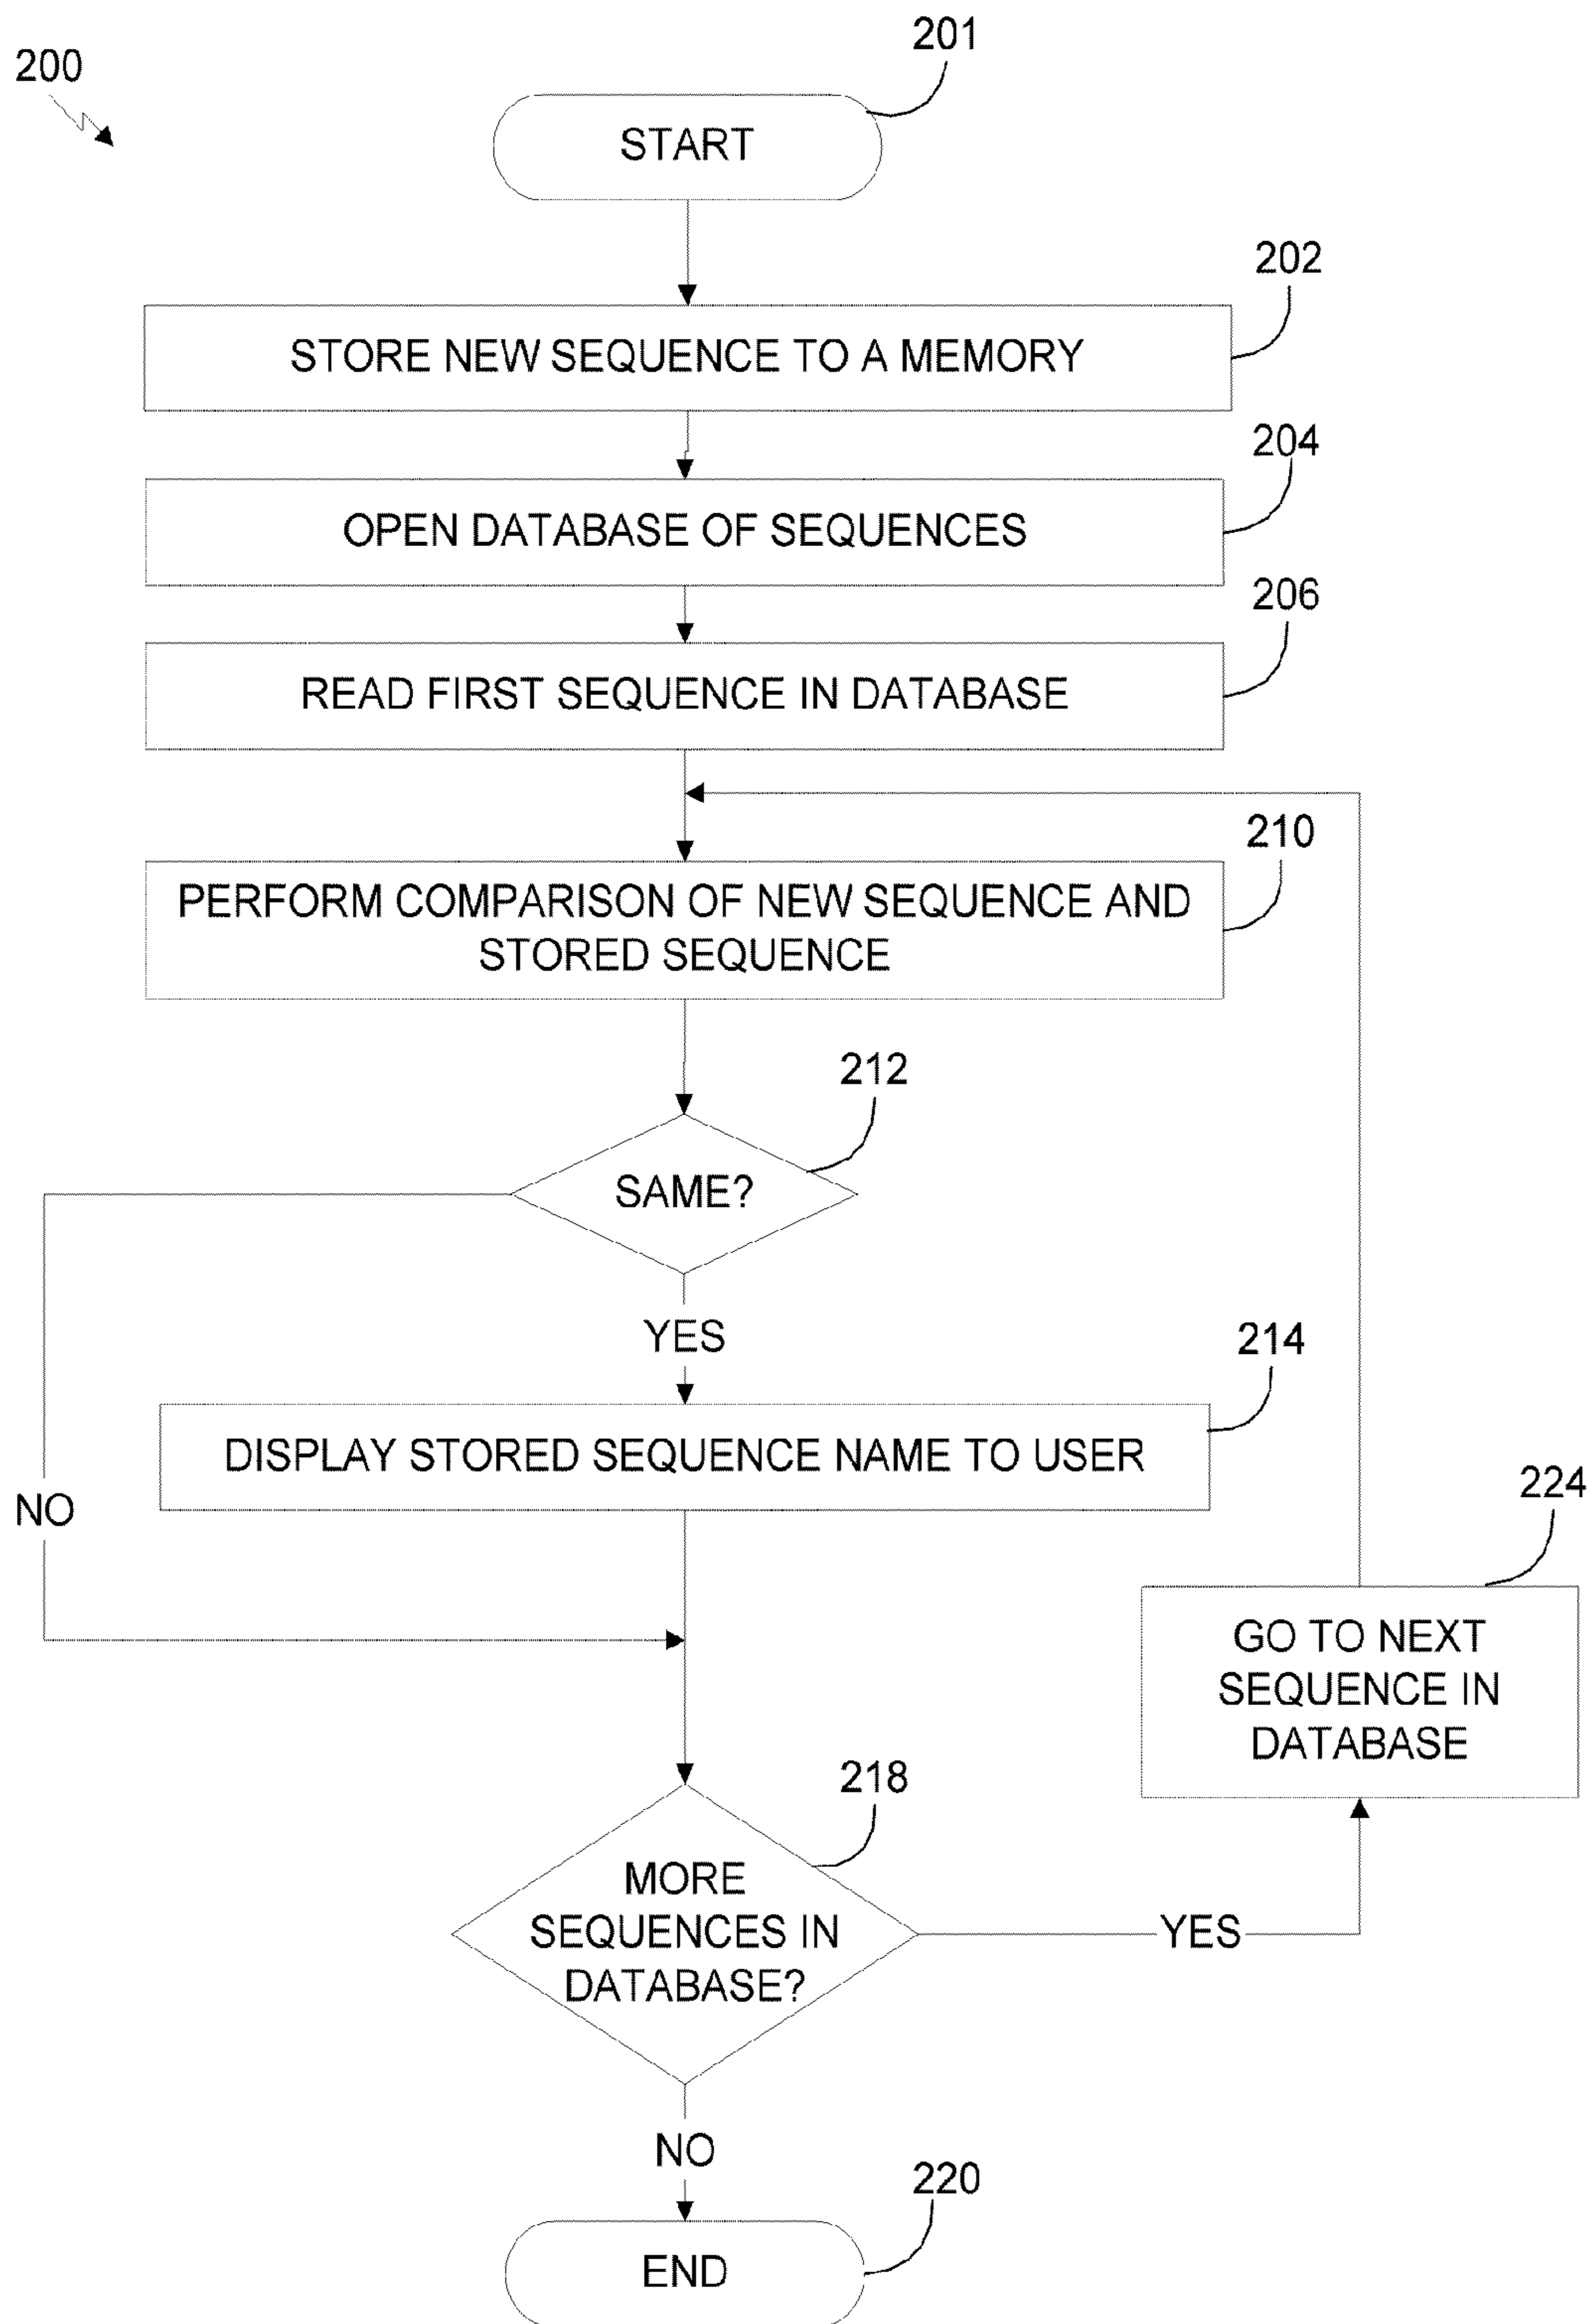 200
201
START
202
STORE NEW SEQUENCE TO A MEMORY
204
OPEN DATABASE OF SEQUENCES
206
READ FIRST SEQUENCE IN DATABASE
210
PERFORM COMPARISON OF NEW SEQUENCE AND
STORED SEQUENCE
212
SAME?
YES
214
DISPLAY STORED SEQUENCE NAME TO USER
NO
224
GO TO NEXT
SEQUENCE IN
DATABASE
218
MORE
SEQUENCES IN
DATABASE?
YES
NO
220
END